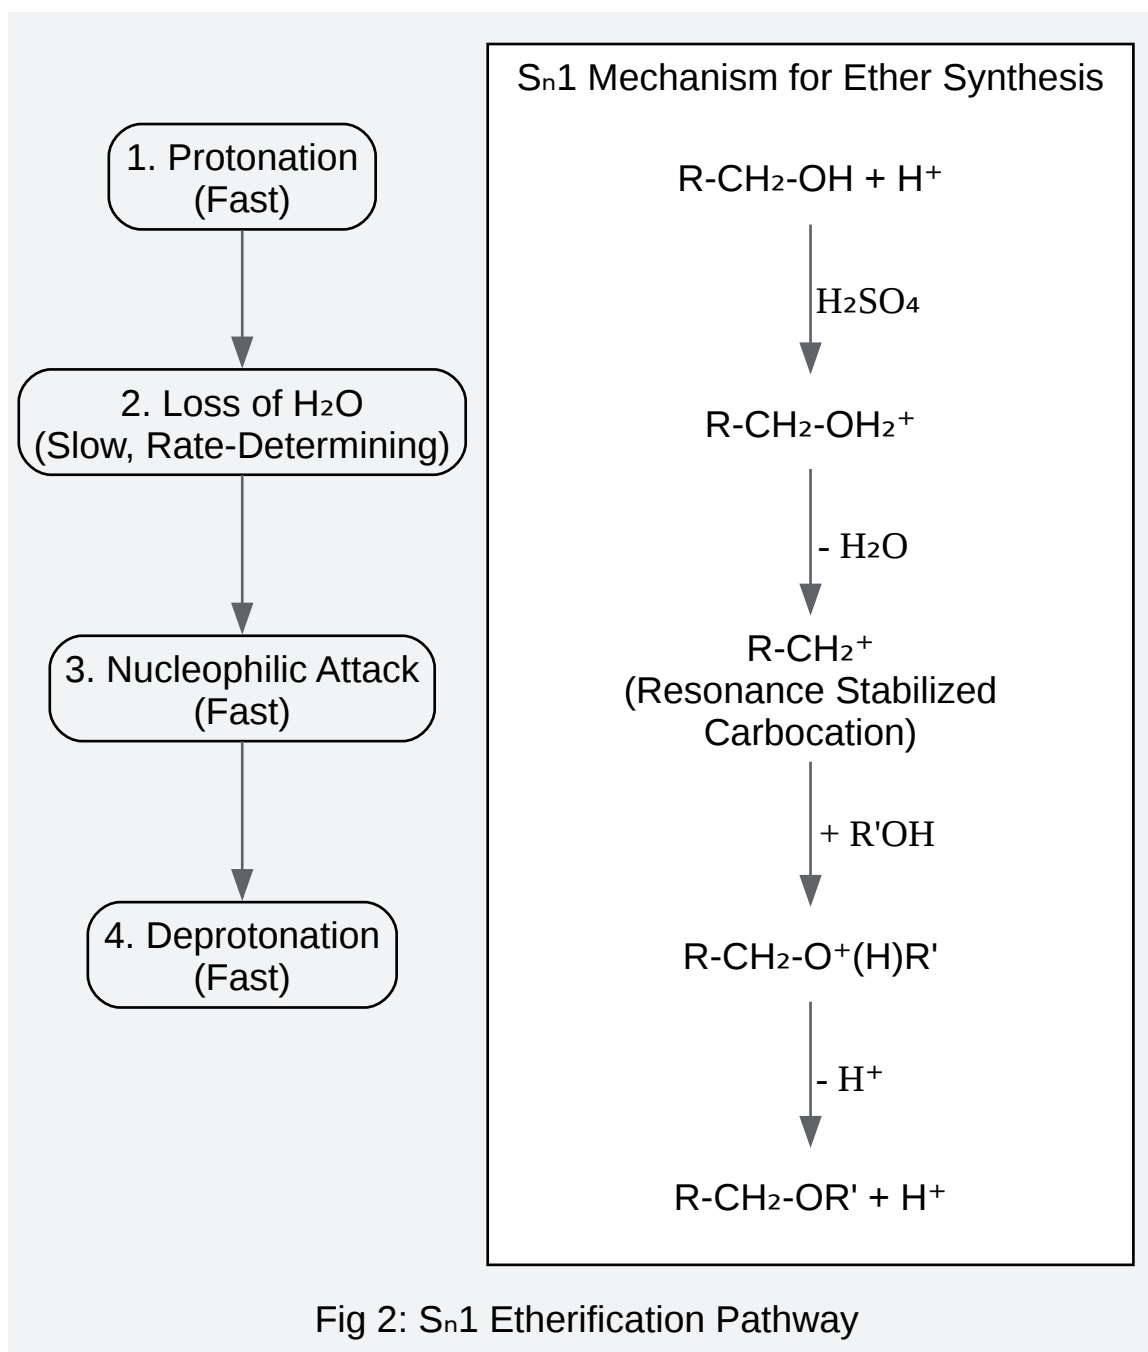 1. Protonation
(Fast)
2. Loss of H₂O
(Slow, Rate-Determining)
3. Nucleophilic Attack
(Fast)
4. Deprotonation
(Fast)
Sₙ1 Mechanism for Ether Synthesis
R-CH₂-OH + H⁺
H₂SO₄
R-CH₂-OH₂⁺
- H₂O
R-CH₂⁺
(Resonance Stabilized
Carbocation)
+ R'OH
R-CH₂-O⁺(H)R'
- H⁺
R-CH₂-OR' + H⁺
Fig 2: Sₙ1 Etherification Pathway